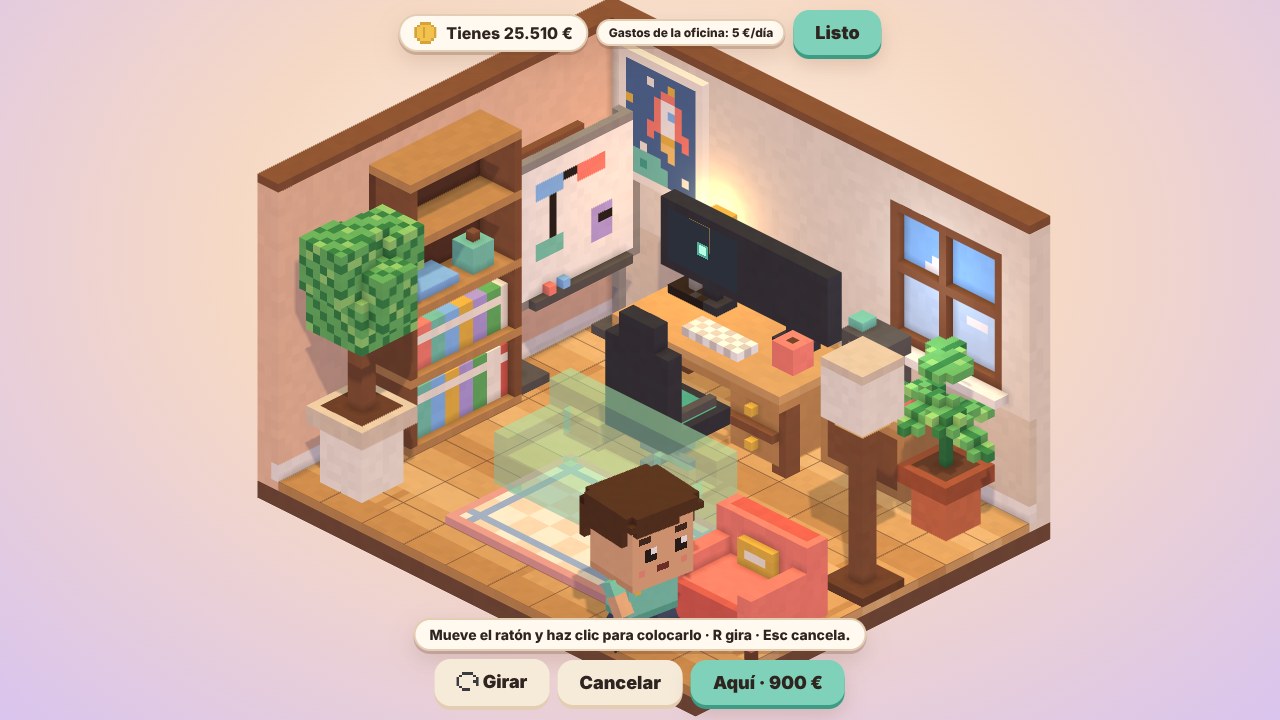 Tienes 25.510 €
Gastos de la oficina: 5 €/día
Listo
Mueve el ratón y haz clic para colocarlo · R gira · Esc cancela.
Girar
Cancelar
Aquí · 900 €